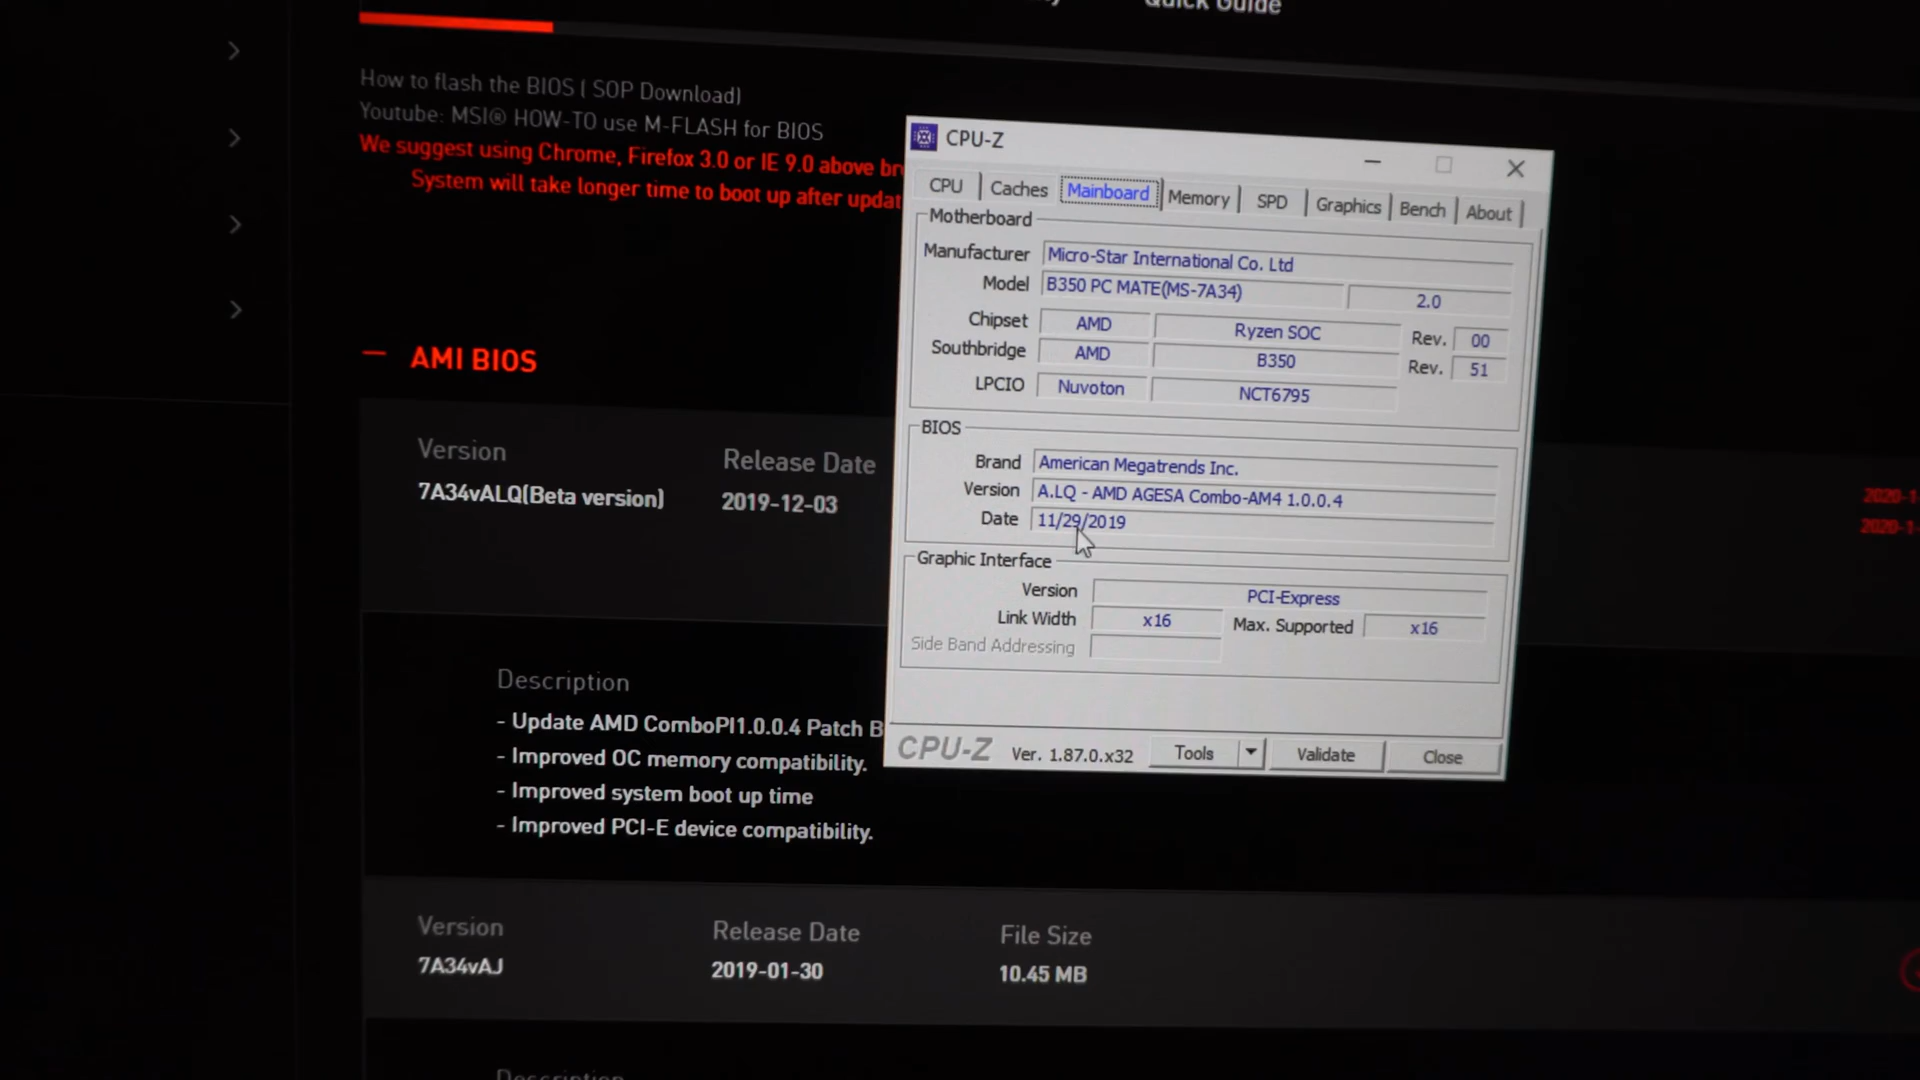 Quick Guide
How to flash the BIOS ( SOP Download)
Youtube: MSI® HOW-TO use M-FLASH for BIOS
We suggest using Chrome, Firefox 3.0 or IE 9.0 above
System will take longer time to boot up after
AMI BIOS
Version
Release Date
7A34vALQ(Beta version)
2019-12-03
2020-1
2020-1
Description
- Update AMD ComboPI1.0.0.4 Patch B
- Improved OC memory compatibility.
- Improved system boot up time
- Improved PCI-E device compatibility.
Version
Release Date
File Size
7A34vAJ
2019-01-30
10.45 MB
Description
CPU-Z
CPU Caches Mainboard Memory SPD Graphics Bench About
Motherboard
Manufacturer Micro-Star International Co. Ltd
Model B350 PC MATE(MS-7A34) 2.0
Chipset AMD Ryzen SOC Rev. 00
Southbridge AMD B350 Rev. 51
LPCIO Nuvoton NCT6795
BIOS
Brand American Megatrends Inc.
Version A.LQ - AMD AGESA Combo-AM4 1.0.0.4
Date 11/29/2019
Graphic Interface
Version PCI-Express
Link Width x16 Max. Supported x16
Side Band Addressing
CPU-Z Ver. 1.87.0.x32 Tools Validate Close